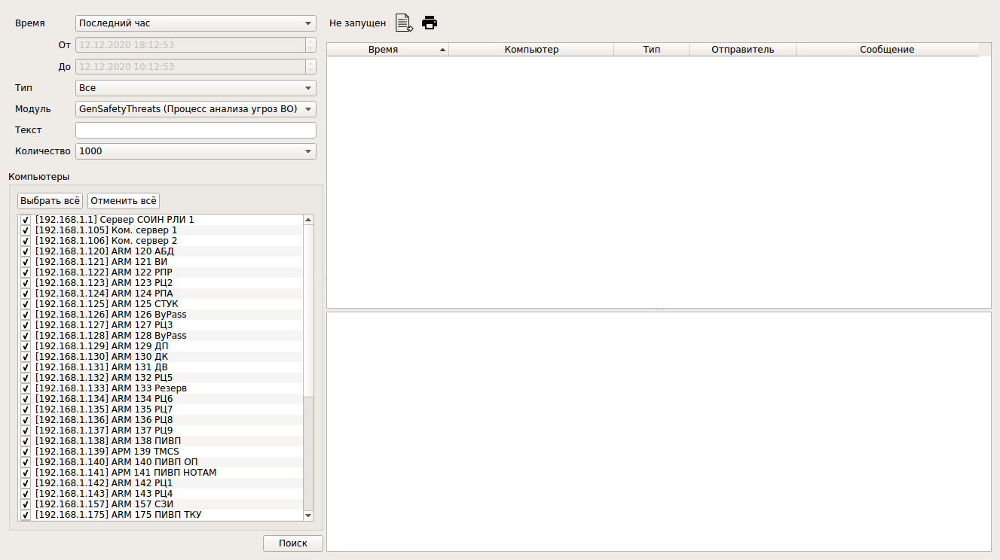 Время Последний час
От 12.12.2020 18:12:53
До 12.12.2020 10:12:53
Тип Все
Модуль GenSafetyThreats (Процесс анализа угроз ВО)
Текст
Количество 1000
Компьютеры
Выбрать всё Отменить всё
[192.168.1.1] Сервер СОИН РЛИ 1
[192.168.1.105] Ком. сервер 1
[192.168.1.106] Ком. сервер 2
[192.168.1.120] ARM 120 АБД
[192.168.1.121] ARM 121 ВИ
[192.168.1.122] ARM 122 РПР
[192.168.1.123] ARM 123 РЦ2
[192.168.1.124] ARM 124 РПА
[192.168.1.125] ARM 125 СТУК
[192.168.1.126] ARM 126 ByPass
[192.168.1.127] ARM 127 РЦ3
[192.168.1.128] ARM 128 ByPass
[192.168.1.129] ARM 129 ДП
[192.168.1.130] ARM 130 ДК
[192.168.1.131] ARM 131 ДВ
[192.168.1.132] ARM 132 РЦ5
[192.168.1.133] ARM 133 Резерв
[192.168.1.134] ARM 134 РЦ6
[192.168.1.135] ARM 135 РЦ7
[192.168.1.136] ARM 136 РЦ8
[192.168.1.137] ARM 137 РЦ9
[192.168.1.138] ARM 138 ПИВП
[192.168.1.139] АРМ 139 TMCS
[192.168.1.140] ARM 140 ПИВП ОП
[192.168.1.141] АРМ 141 ПИВП НОТАМ
[192.168.1.142] ARM 142 РЦ1
[192.168.1.143] ARM 143 РЦ4
[192.168.1.157] ARM 157 СЗИ
[192.168.1.175] ARM 175 ПИВП ТКУ
Поиск
Не запущен
Время Компьютер Тип Отправитель Сообщение